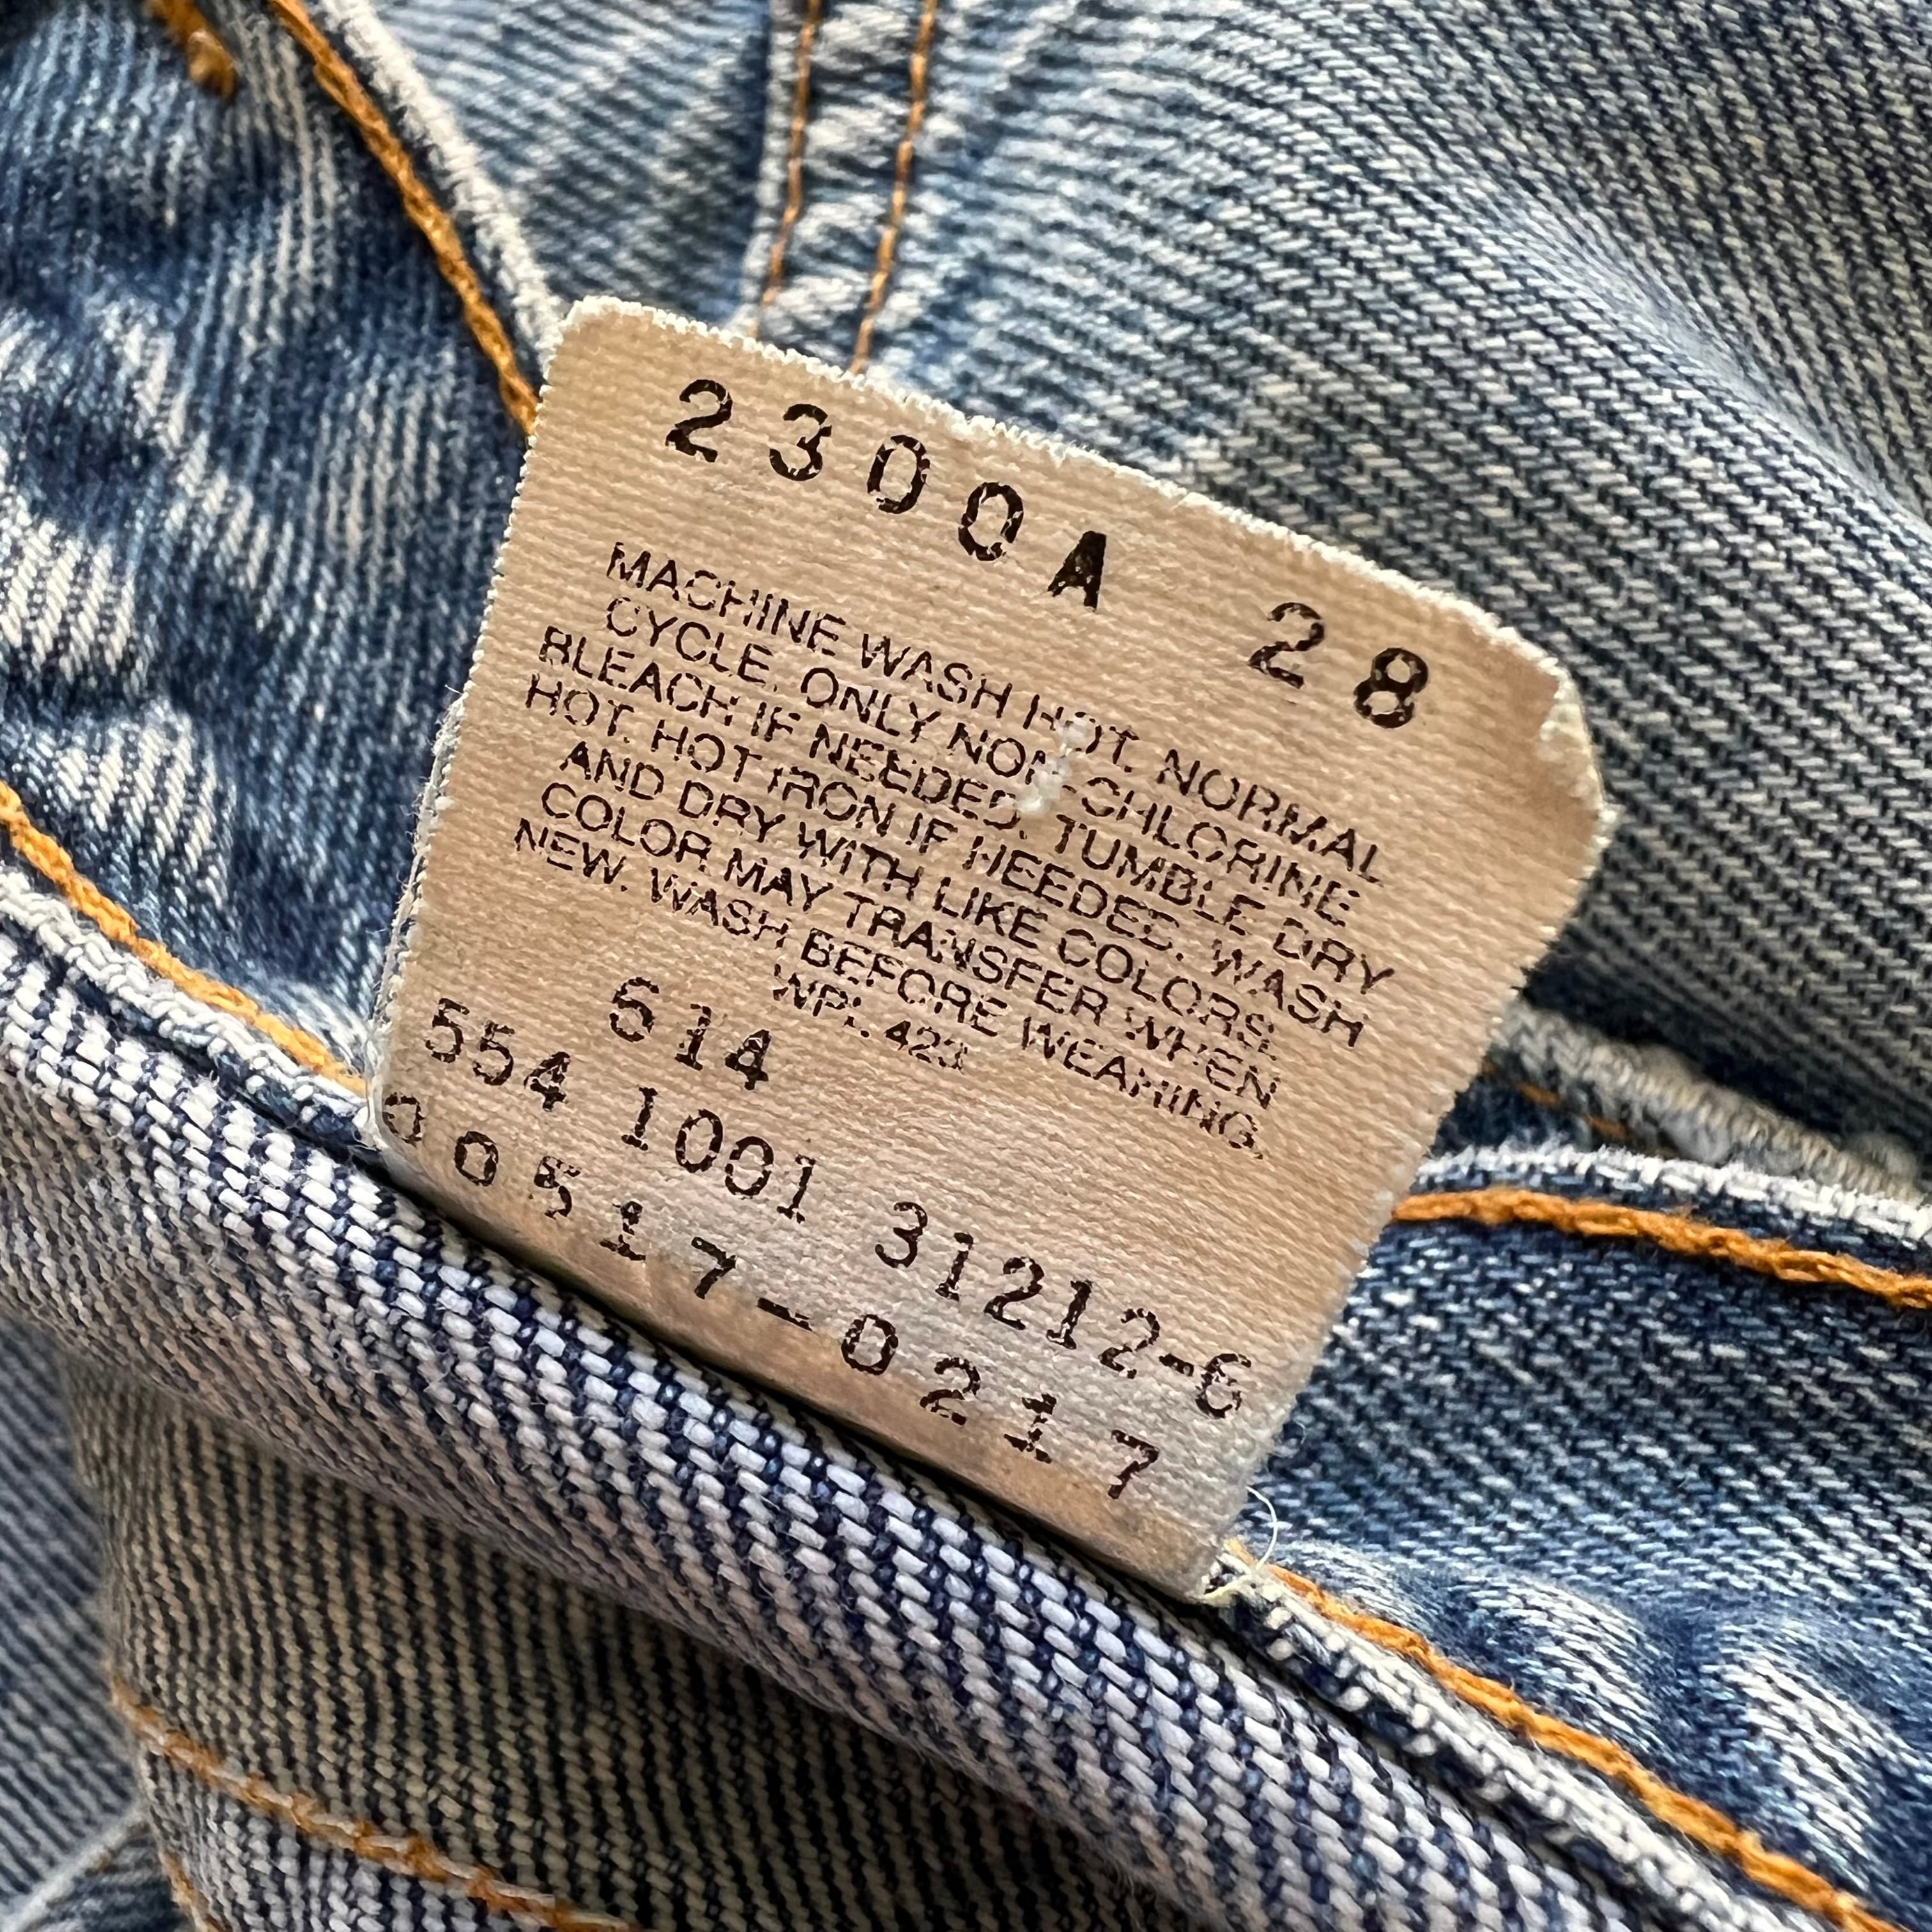 2300A 28
MACHINE WASH HOT. NORMAL
CYCLE. ONLY NON-CHLORINE
BLEACH IF NEEDED. TUMBLE DRY
HOT. HOT IRON IF NEEDED. WASH
AND DRY WITH LIKE COLORS.
COLOR MAY TRANSFER WHEN
NEW. WASH BEFORE WEARING.
WPL 423
514
554 1001 31212-6
00517-0217